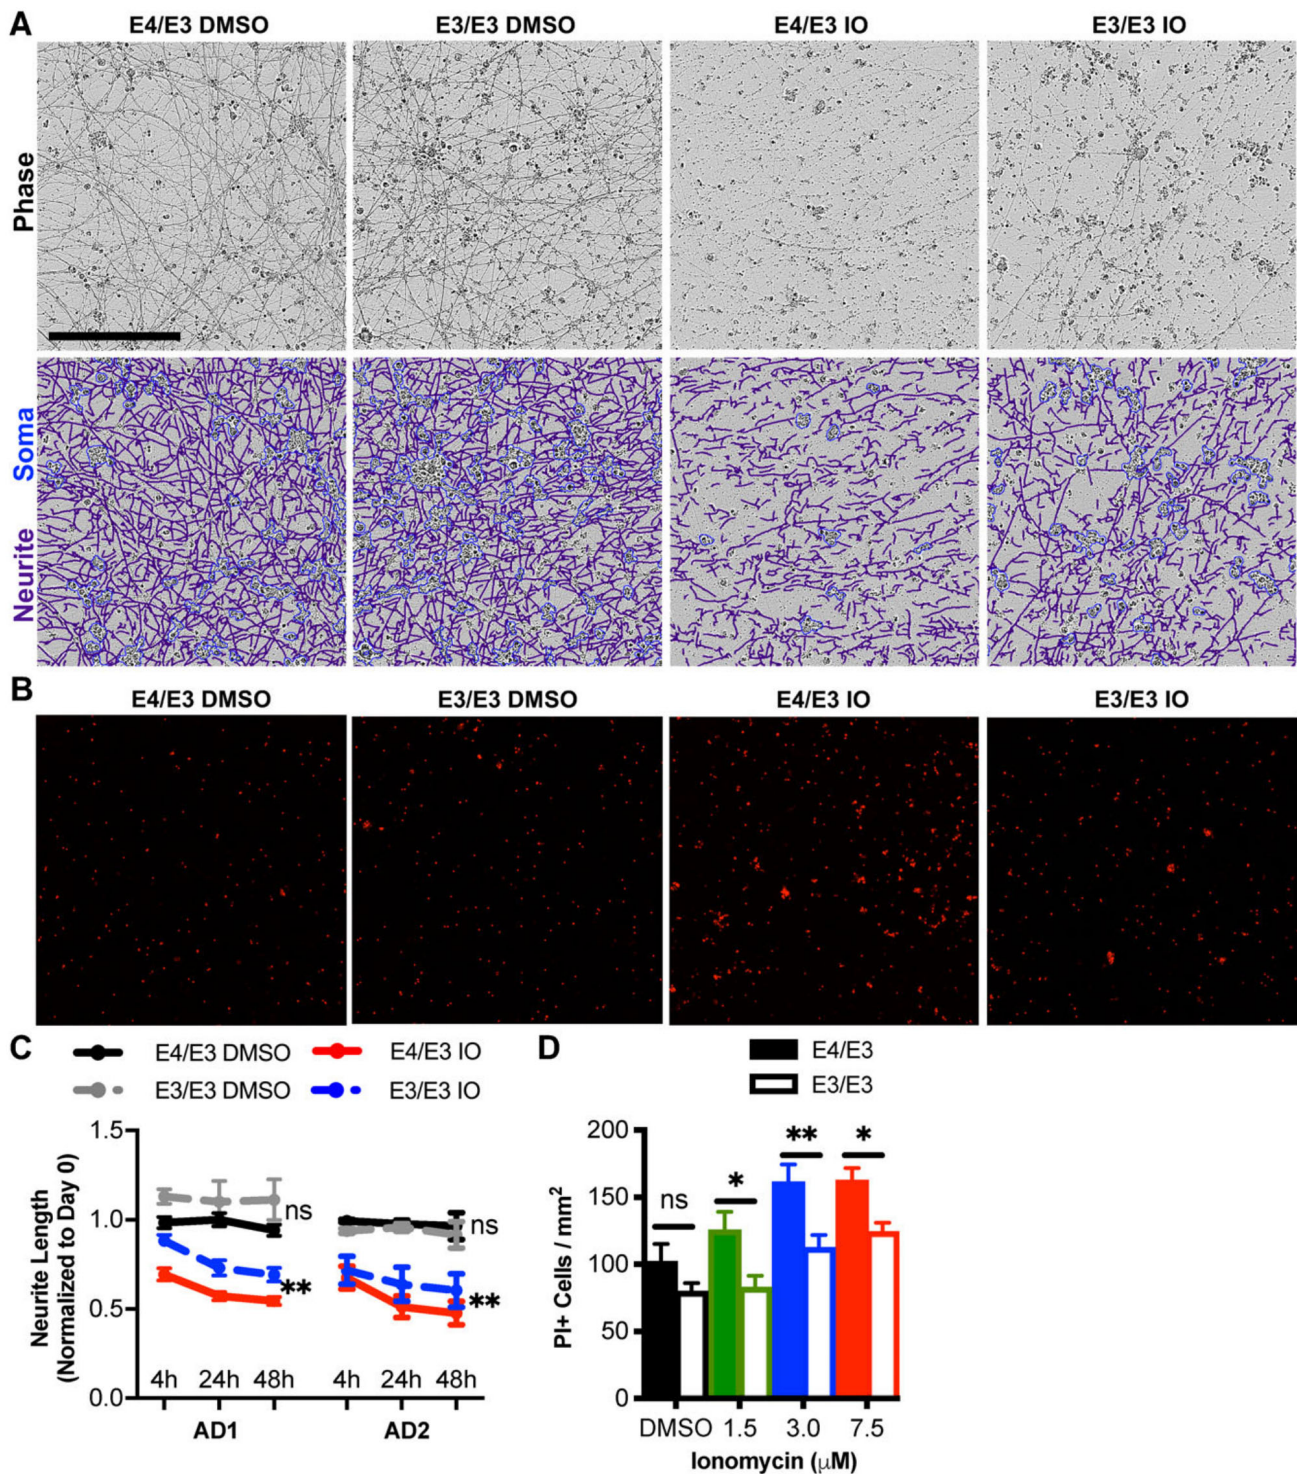 A
E4/E3 DMSO
E3/E3 DMSO
E4/E3 IO
E3/E3 IO
Phase
Neurite Soma
B
E4/E3 DMSO
E3/E3 DMSO
E4/E3 IO
E3/E3 IO
C
E4/E3 DMSO
E4/E3 IO
E3/E3 DMSO
E3/E3 IO
Neurite Length
(Normalized to Day 0)
1.5
1.0
0.5
0.0
ns
**
ns
**
4h 24h 48h
4h 24h 48h
AD1
AD2
D
E4/E3
E3/E3
PI+ Cells / mm²
200
150
100
50
0
ns
*
**
*
DMSO 1.5 3.0 7.5
Ionomycin (μM)